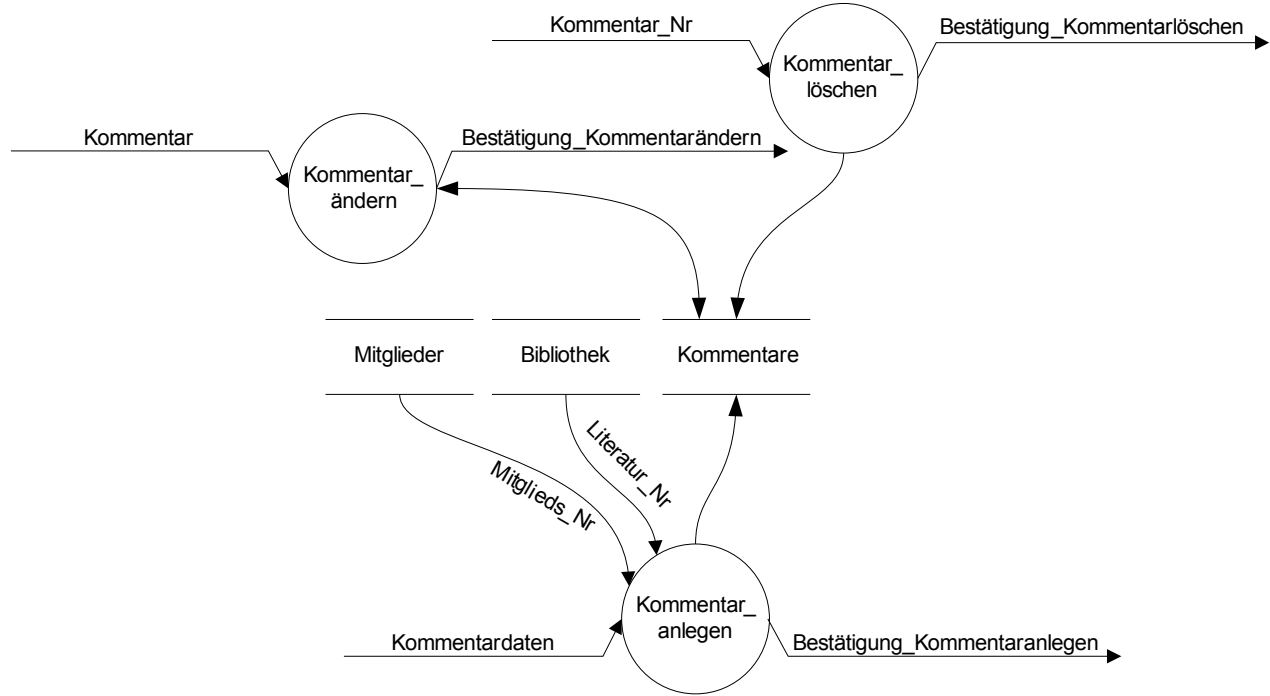 Kommentar_Nr
Bestätigung_Kommentarlöschen
Kommentar_
löschen
Kommentar
Bestätigung_Kommentarändern
Kommentar_
ändern
Mitglieder
Bibliothek
Kommentare
Literatur_Nr
Mitglieds_Nr
Kommentar_
anlegen
Kommentardaten
Bestätigung_Kommentaranlegen